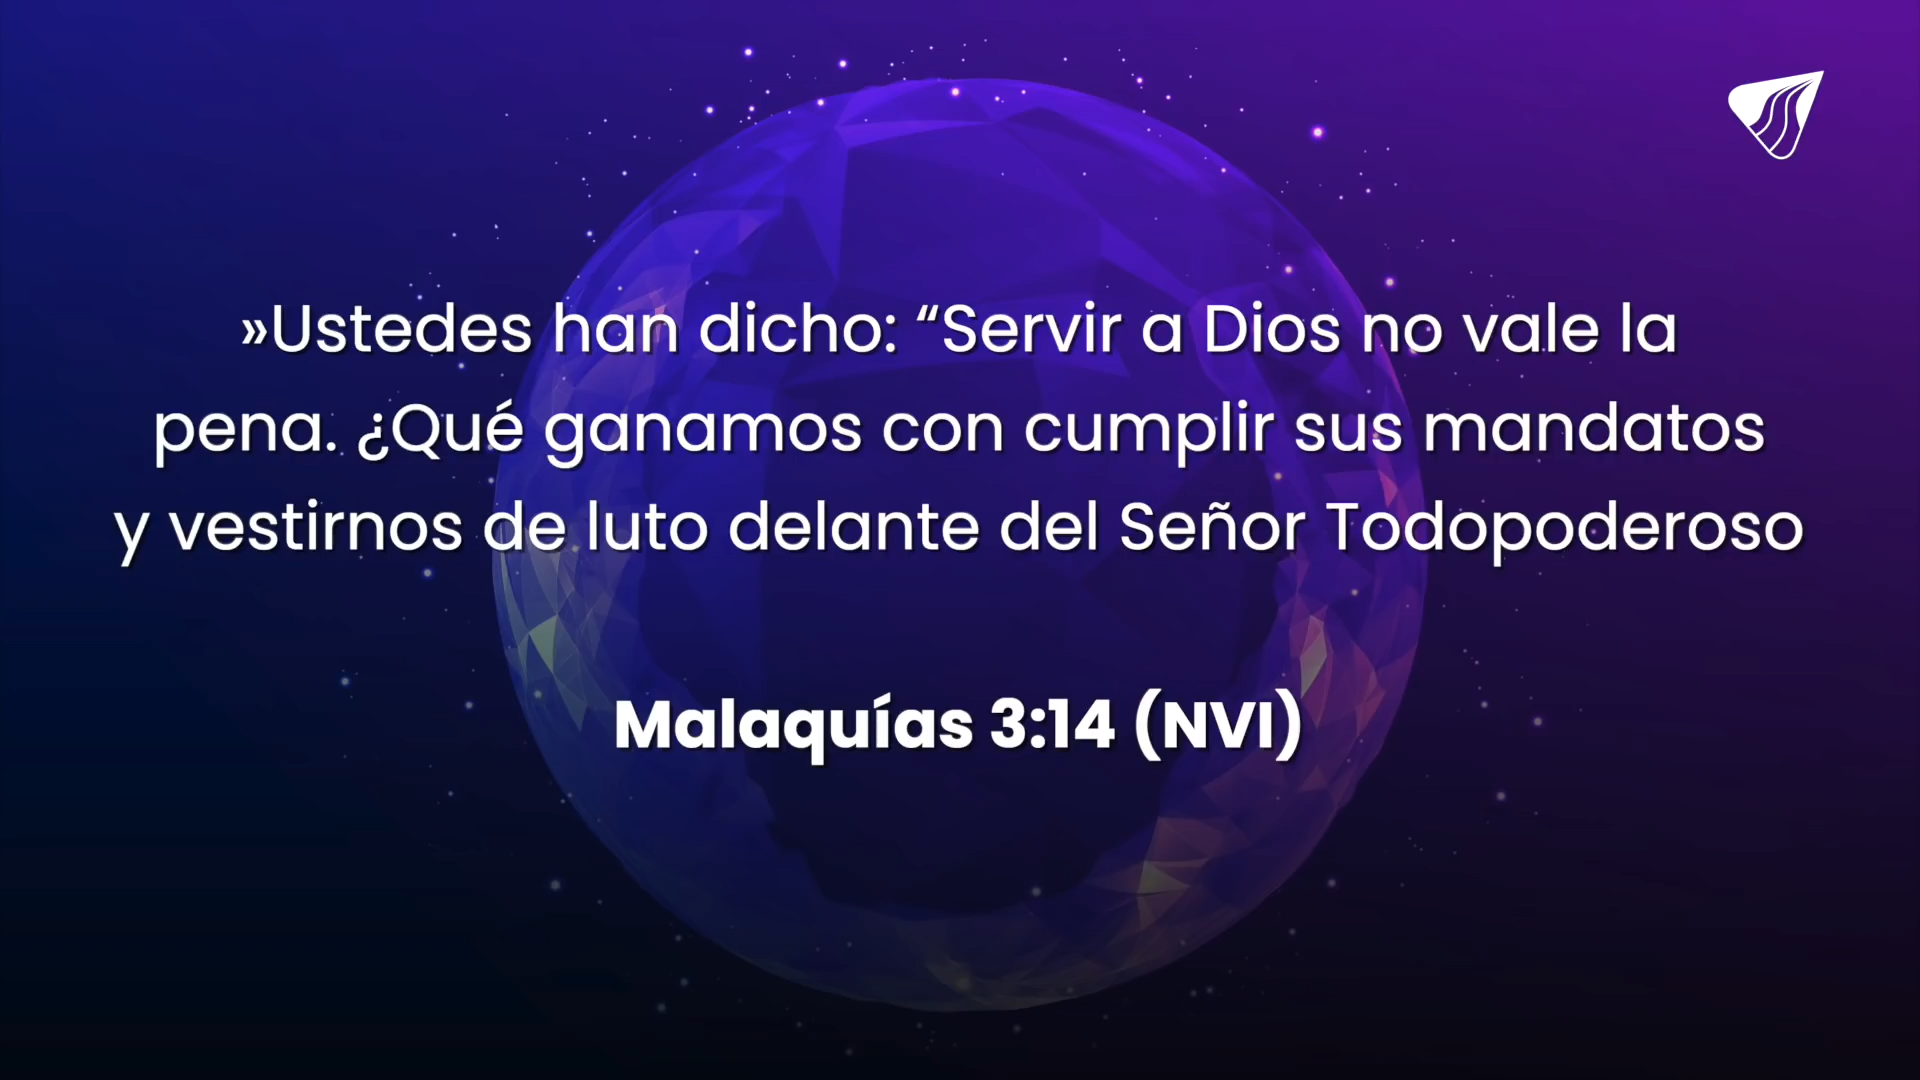 »Ustedes han dicho: “Servir a Dios no vale la
pena. ¿Qué ganamos con cumplir sus mandatos
y vestirnos de luto delante del Señor Todopoderoso
Malaquías 3:14 (NVI)